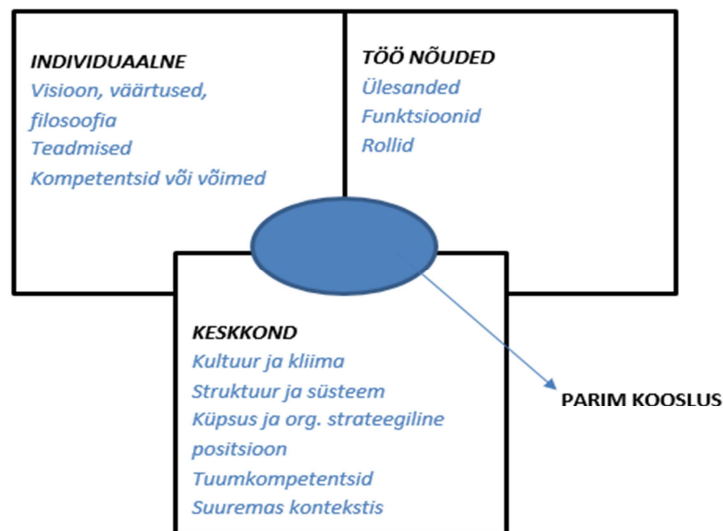 INDIVIDUAALNE
Visioon, väärtused,
filosoofia
Teadmised
Kompetentsid või võimed
TÖÖ NÕUDED
Ülesanded
Funktsioonid
Rollid
KESKKOND
Kultuur ja kliima
Struktuur ja süsteem
Küpsus ja org. strateegiline
positsioon
Tuumkompetentsid
Suuremas kontekstis
PARIM KOOSLUS